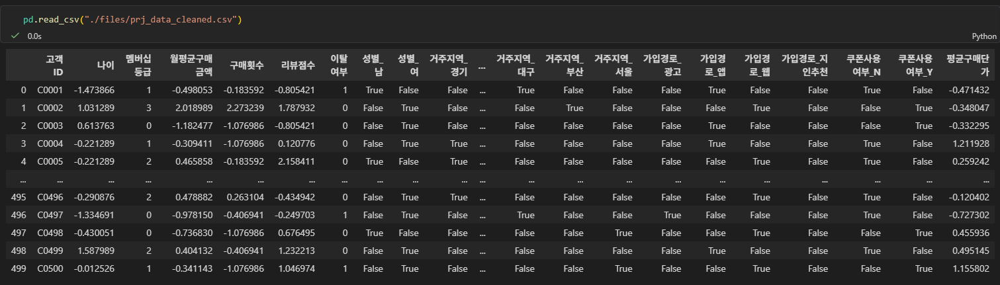 pd.read_csv("./files/prj_data_cleaned.csv")
0.0s
Python
고객ID 나이 멤버십등급 월평균구매금액 구매횟수 리뷰점수 이탈여부 성별_남 성별_여 거주지역_경기 ... 거주지역_대구 거주지역_부산 거주지역_서울 가입경로_광고 가입경로_앱 가입경로_웹 가입경로_지인추천 쿠폰사용여부_N 쿠폰사용여부_Y 평균구매단가
0 C0001 -1.473866 1 -0.498053 -0.183592 -0.805421 1 True False False ... True False False False True False False True False -0.471432
1 C0002 1.031289 3 2.018989 2.273239 1.787932 0 False True False ... False True False False False True False False True -0.348047
2 C0003 0.613763 0 -1.182477 -1.076986 -0.805421 0 False True False ... False False False False True False False False True -0.332295
3 C0004 -0.221289 1 -0.309411 -1.076986 0.120776 0 False True True ... False False False False True False False False True 1.211928
4 C0005 -0.221289 2 0.465858 -0.183592 2.158411 0 True False True ... False False False False False True False True False 0.259242
... ... ... ... ... ... ... ... ... ... ... ... ... ... ... ... ... ... ... ... ... ...
495 C0496 -0.290876 2 0.478882 0.263104 -0.434942 0 False True True ... False False False False False True False True False -0.120402
496 C0497 -1.334691 0 -0.978150 -0.406941 -0.249703 1 False True False ... True False False True False False False True False -0.727302
497 C0498 -0.430051 0 -0.736830 -1.076986 0.676495 0 True False False ... False False True False True False False True False 0.455936
498 C0499 1.587989 2 0.404132 -0.406941 1.232213 0 False True False ... False False False False True False False True False 0.495145
499 C0500 -0.012526 1 -0.341143 -1.076986 1.046974 1 False True False ... False False True False False True False False True 1.155802